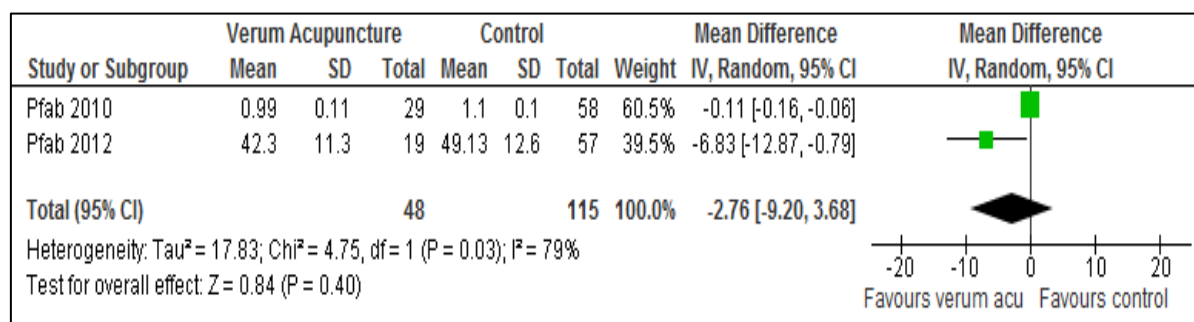 Verum Acupuncture Control Mean Difference Mean Difference
Study or Subgroup Mean SD Total Mean SD Total Weight IV, Random, 95% CI IV, Random, 95% CI
Pfab 2010 0.99 0.11 29 1.1 0.1 58 60.5% -0.11 [-0.16, -0.06]
Pfab 2012 42.3 11.3 19 49.13 12.6 57 39.5% -6.83 [-12.87, -0.79]
Total (95% CI) 48 115 100.0% -2.76 [-9.20, 3.68]
Heterogeneity: Tau² = 17.83; Chi² = 4.75, df = 1 (P = 0.03); I² = 79%
Test for overall effect: Z = 0.84 (P = 0.40)
-20 -10 0 10 20
Favours verum acu Favours control